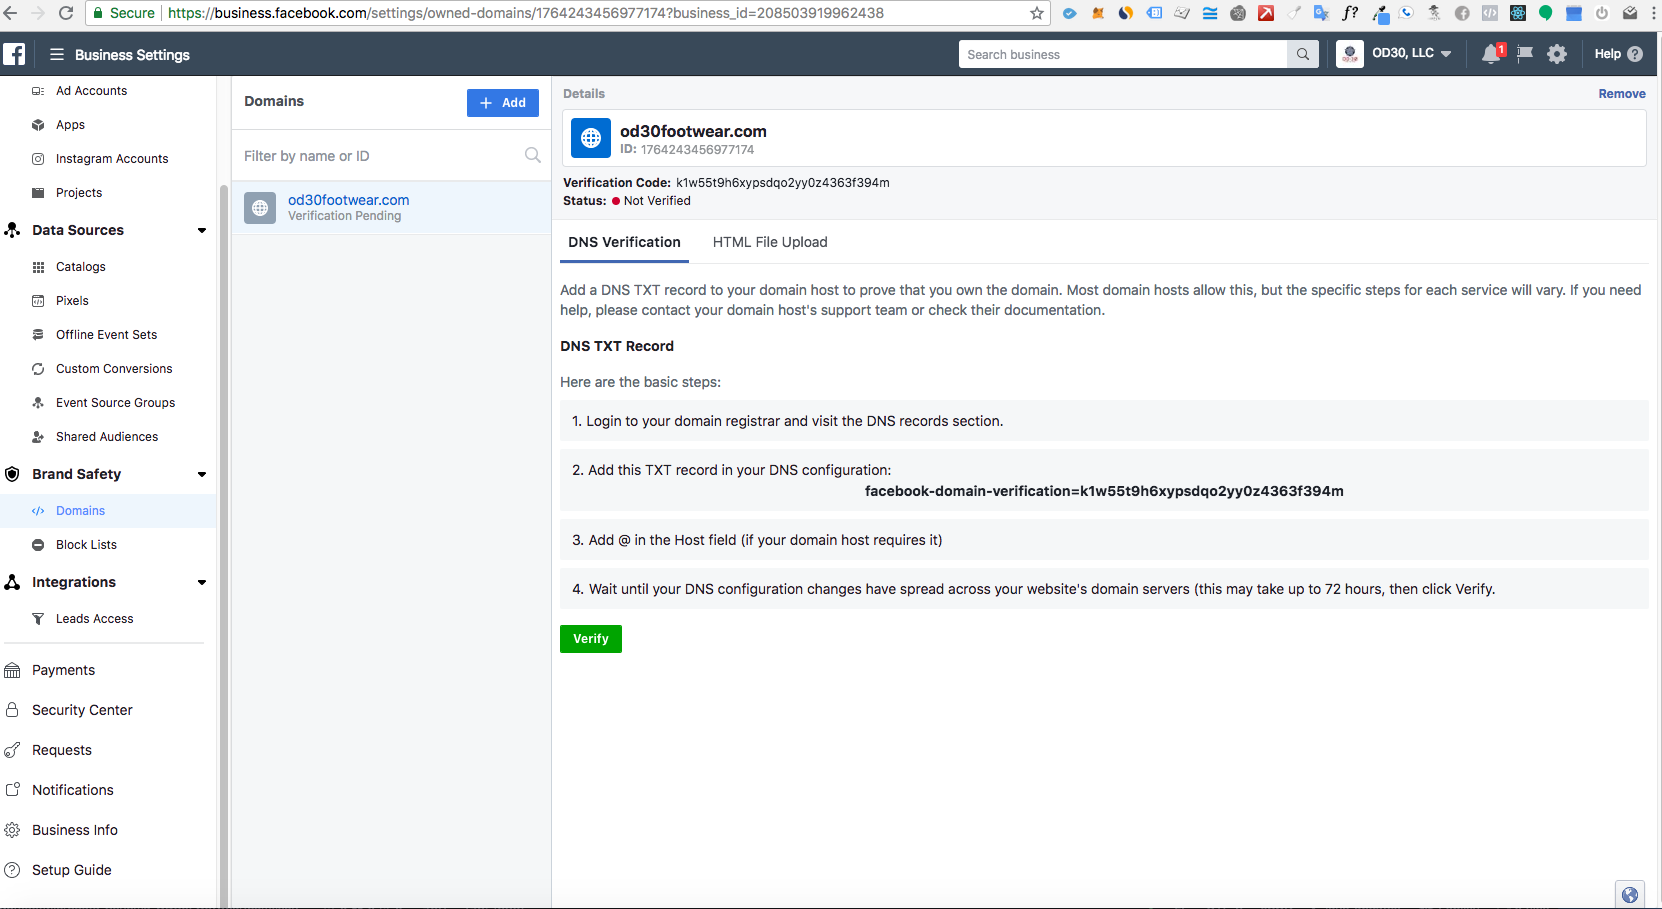 Secure https://business.facebook.com/settings/owned-domains/1764243456977174?business_id=208503919962438
Business Settings
Search business
OD30, LLC
1
Help
Ad Accounts
Apps
Instagram Accounts
Projects
Data Sources
Catalogs
Pixels
Offline Event Sets
Custom Conversions
Event Source Groups
Shared Audiences
Brand Safety
Domains
Block Lists
Integrations
Leads Access
Payments
Security Center
Requests
Notifications
Business Info
Setup Guide
Domains
+ Add
Filter by name or ID
od30footwear.com
Verification Pending
Details
Remove
od30footwear.com
ID: 1764243456977174
Verification Code: k1w55t9h6xypsdqo2yy0z4363f394m
Status: Not Verified
DNS Verification
HTML File Upload
Add a DNS TXT record to your domain host to prove that you own the domain. Most domain hosts allow this, but the specific steps for each service will vary. If you need
help, please contact your domain host's support team or check their documentation.
DNS TXT Record
Here are the basic steps:
1. Login to your domain registrar and visit the DNS records section.
2. Add this TXT record in your DNS configuration:
facebook-domain-verification=k1w55t9h6xypsdqo2yy0z4363f394m
3. Add @ in the Host field (if your domain host requires it)
4. Wait until your DNS configuration changes have spread across your website's domain servers (this may take up to 72 hours, then click Verify.
Verify